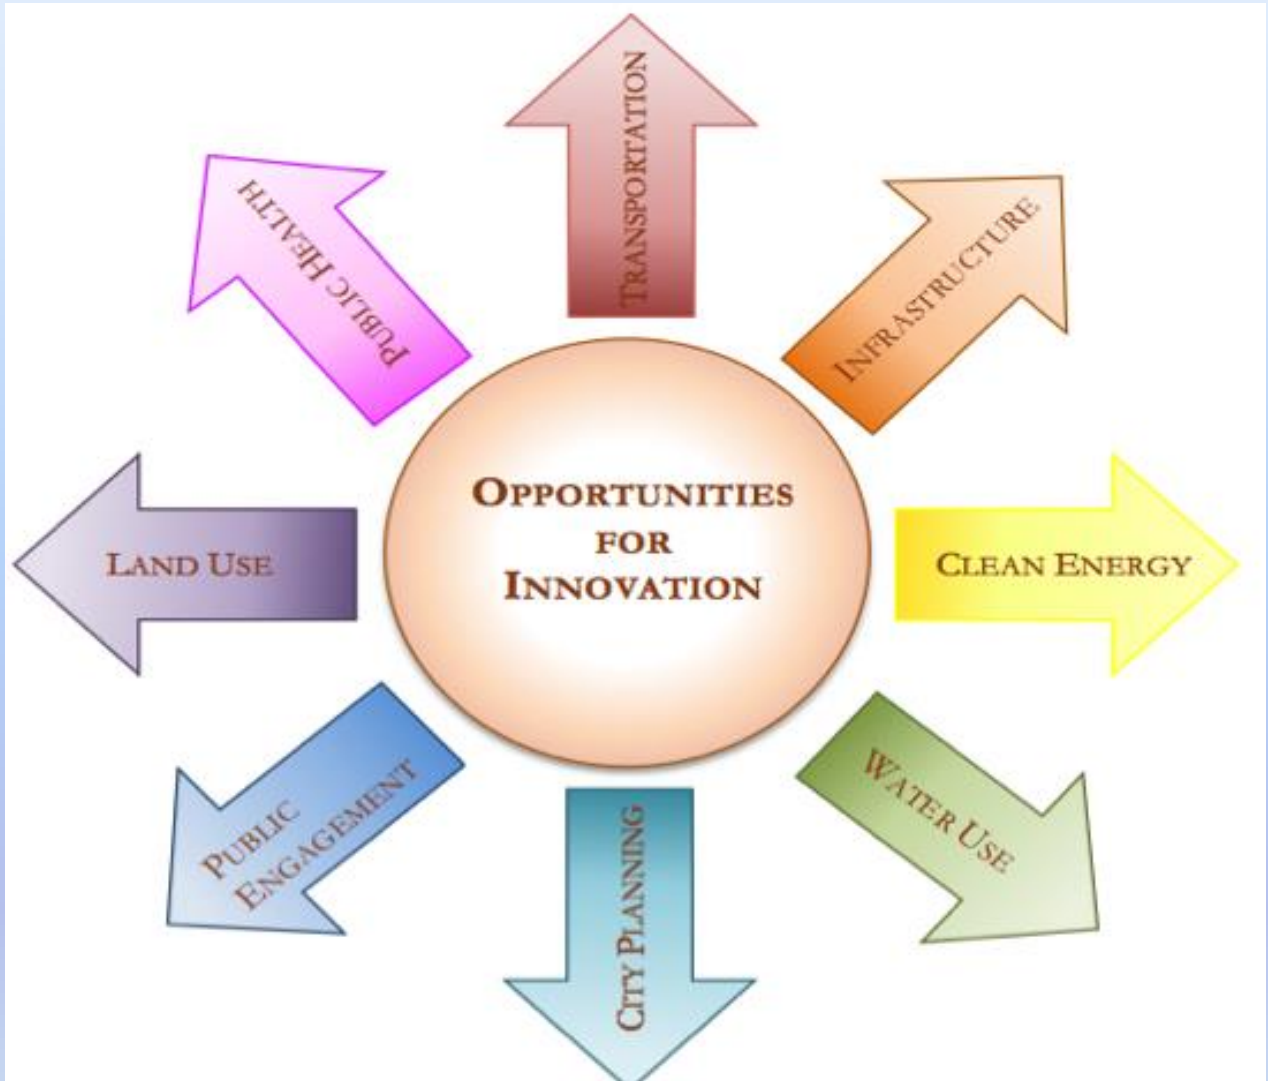 OPPORTUNITIES
FOR
INNOVATION
TRANSPORTATION
INFRASTRUCTURE
CLEAN ENERGY
WATER USE
CITY PLANNING
PUBLIC
ENGAGEMENT
LAND USE
PUBLIC HEALTH